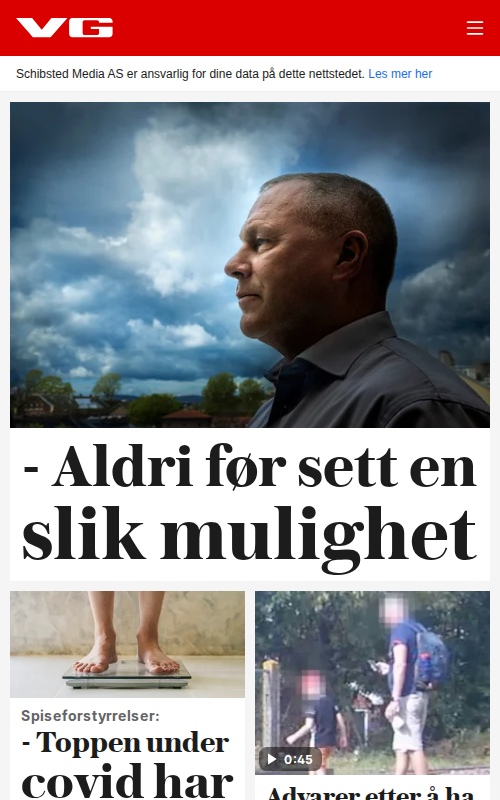 VG
Schibsted Media AS er ansvarlig for dine data på dette nettstedet. Les mer her
- Aldri før sett en
slik mulighet
Spiseforstyrrelser:
- Toppen under
covid har
0:45
Advarer etter å ha